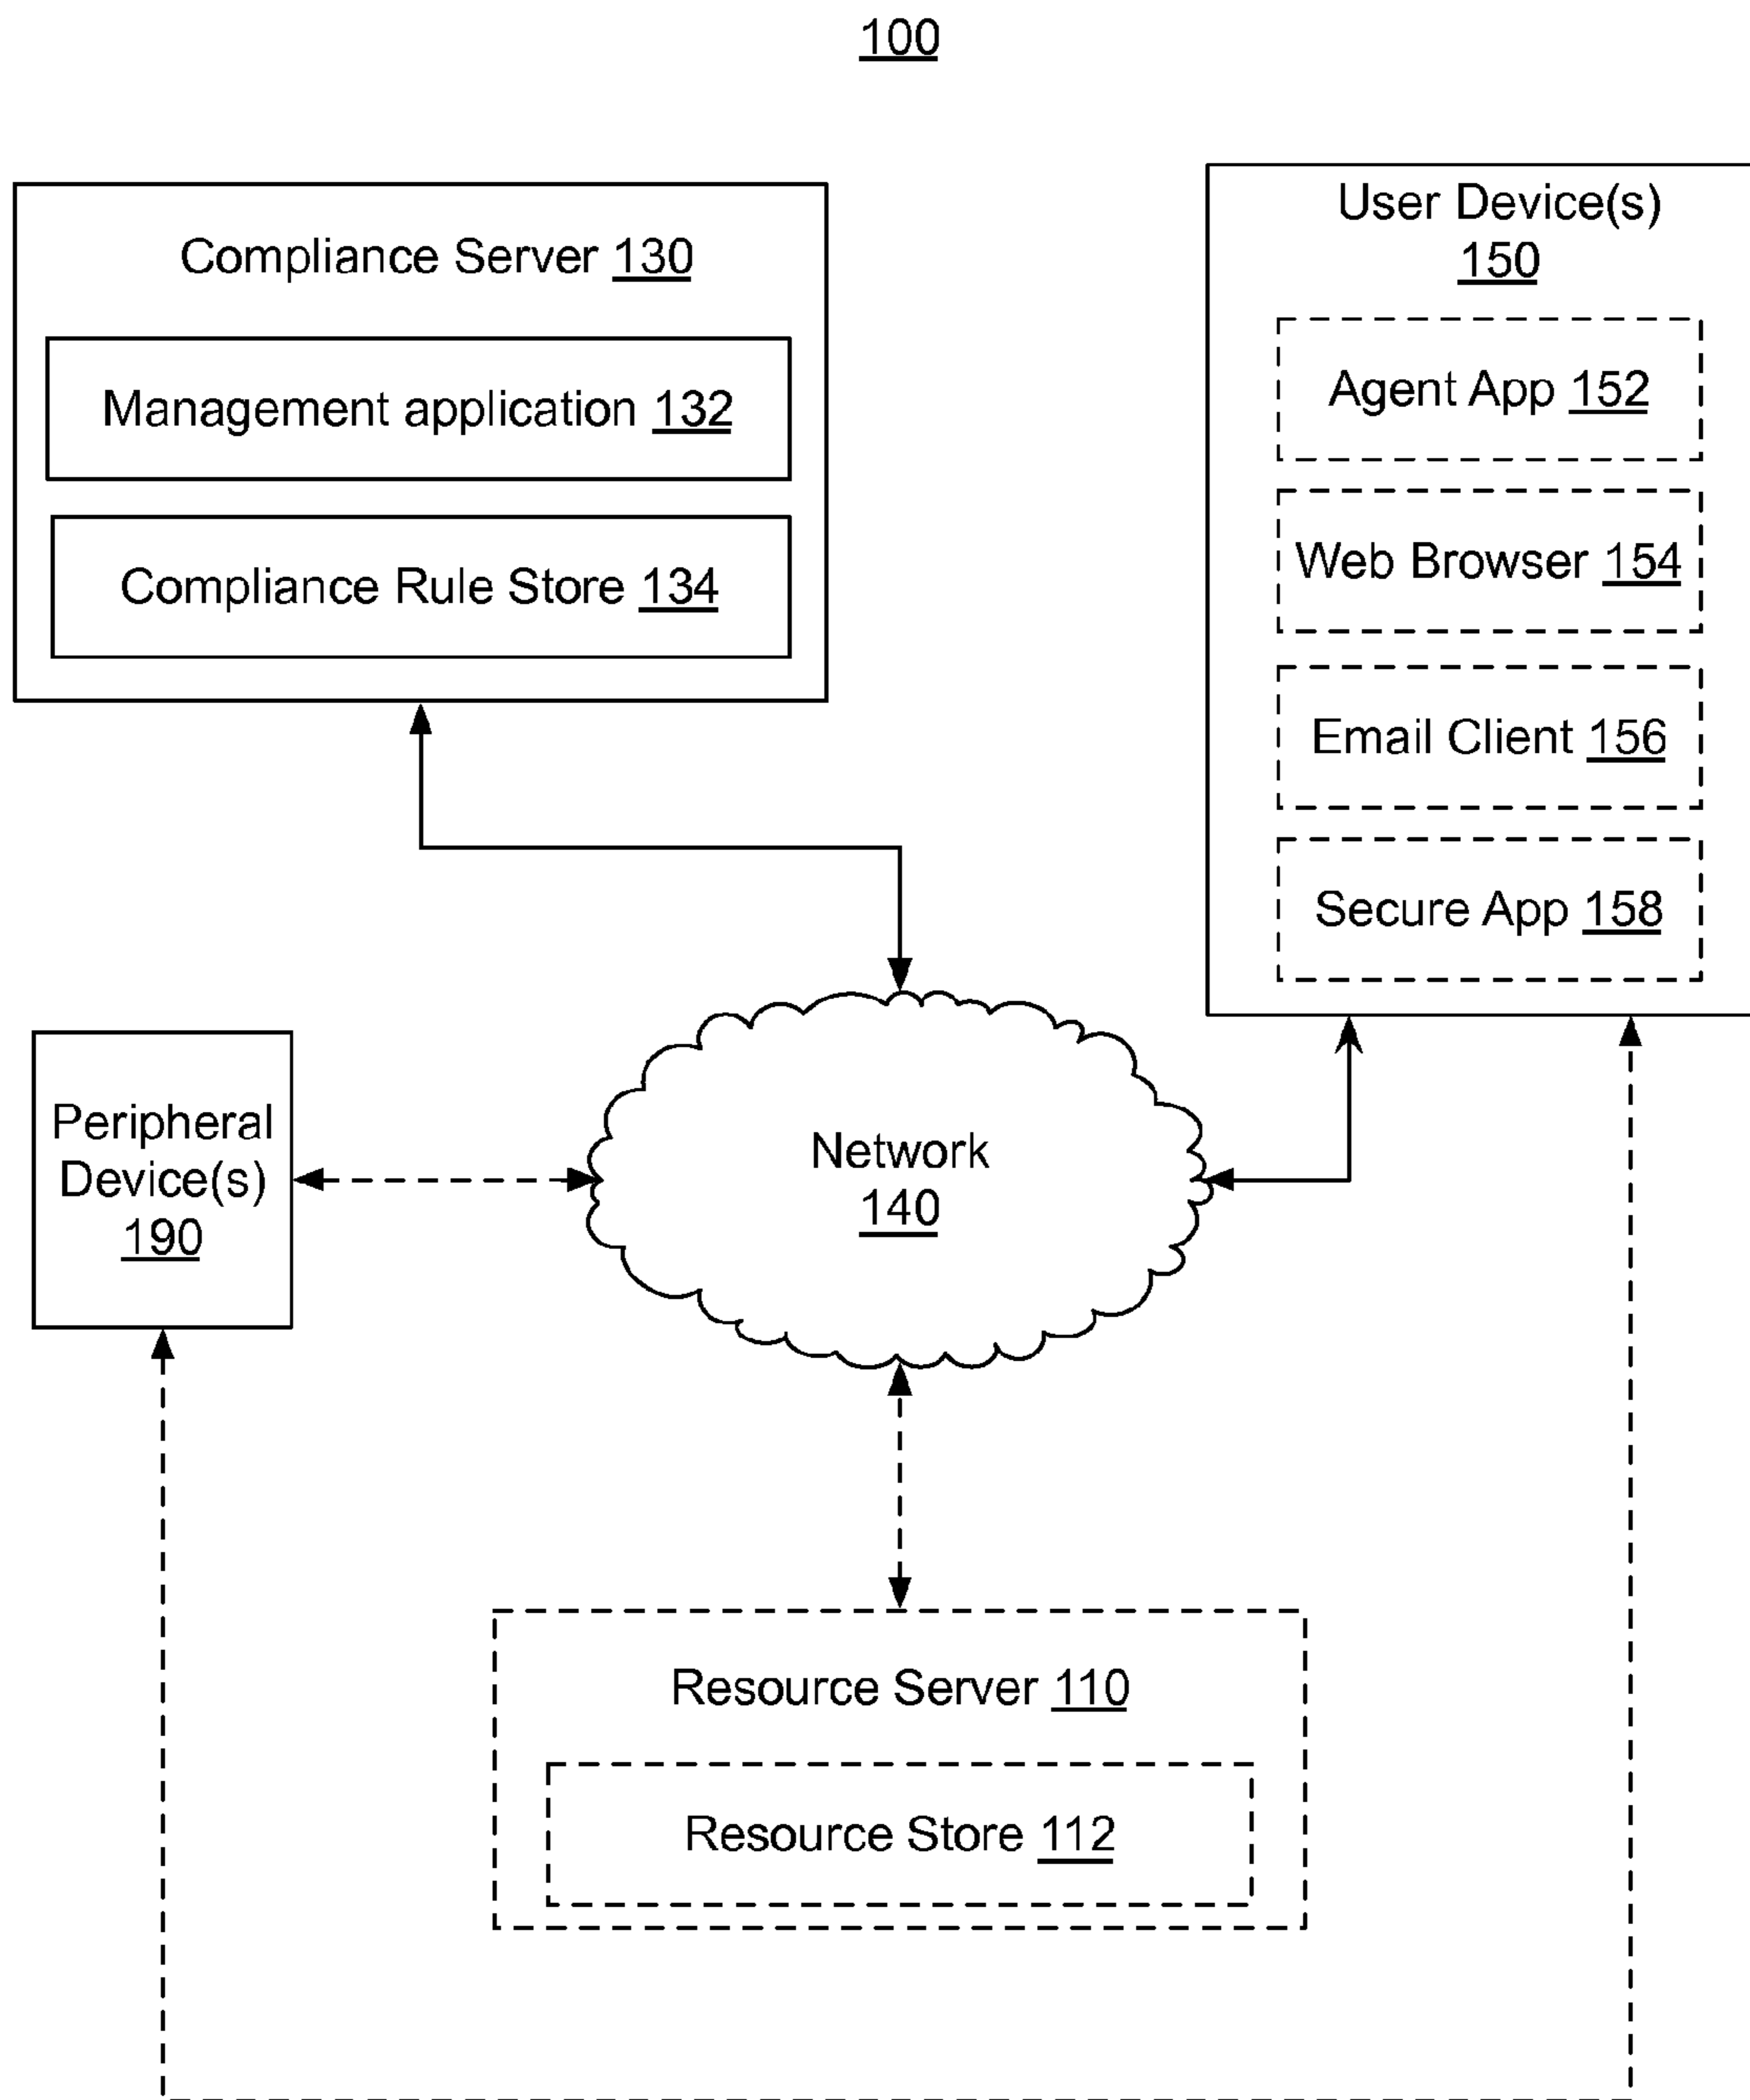 100
Compliance Server 130
Management application 132
Compliance Rule Store 134
User Device(s)
150
Agent App 152
Web Browser 154
Email Client 156
Secure App 158
Peripheral
Device(s)
190
Network
140
Resource Server 110
Resource Store 112